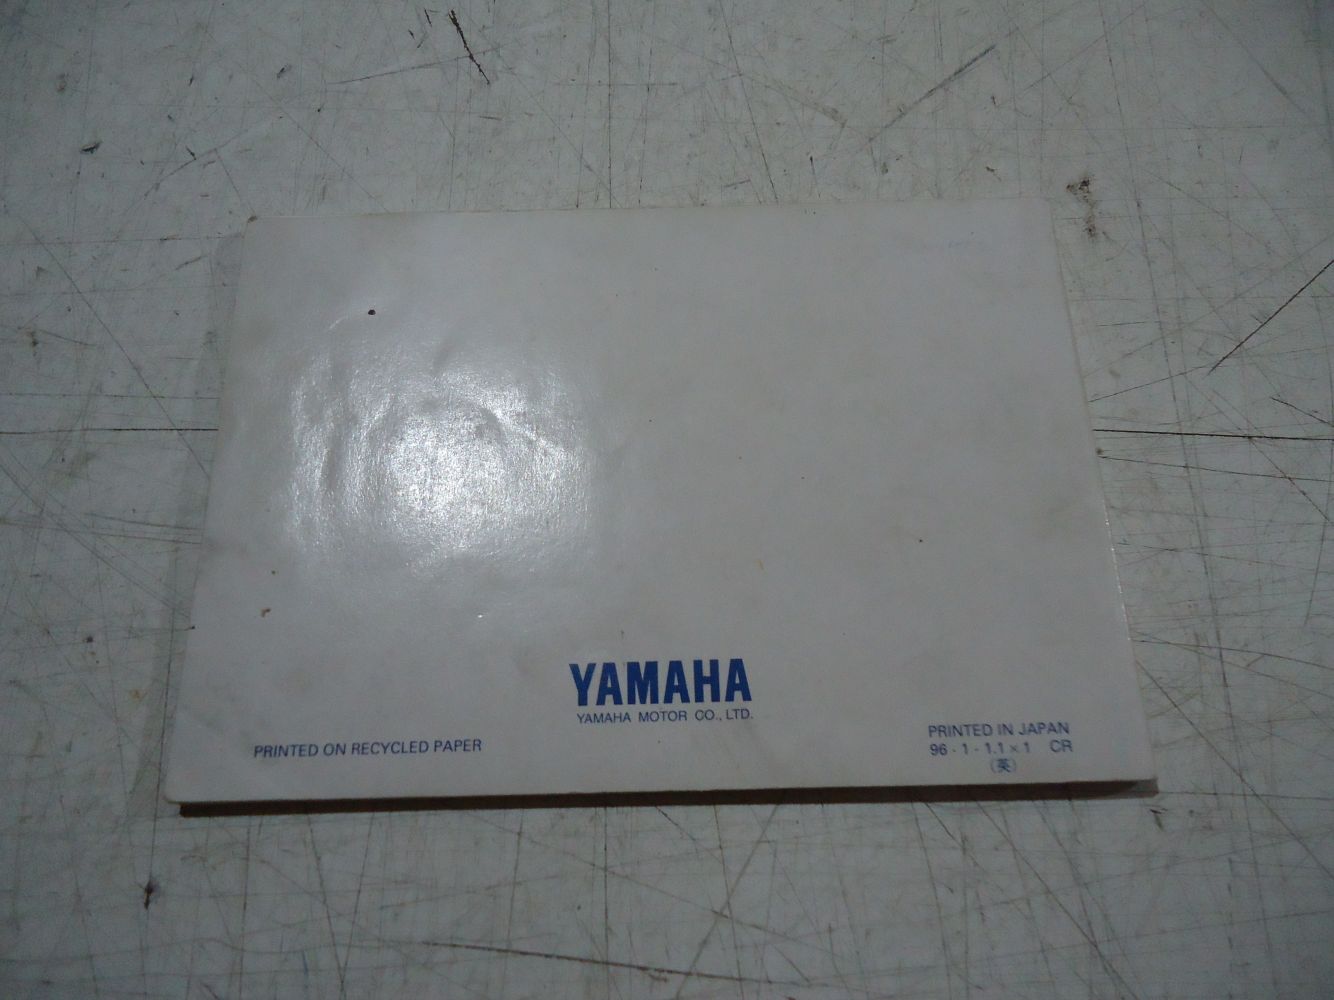 YAMAHA
YAMAHA MOTOR CO., LTD.
PRINTED ON RECYCLED PAPER
PRINTED IN JAPAN
96 · 1 - 1.1 × 1 CR
(英)